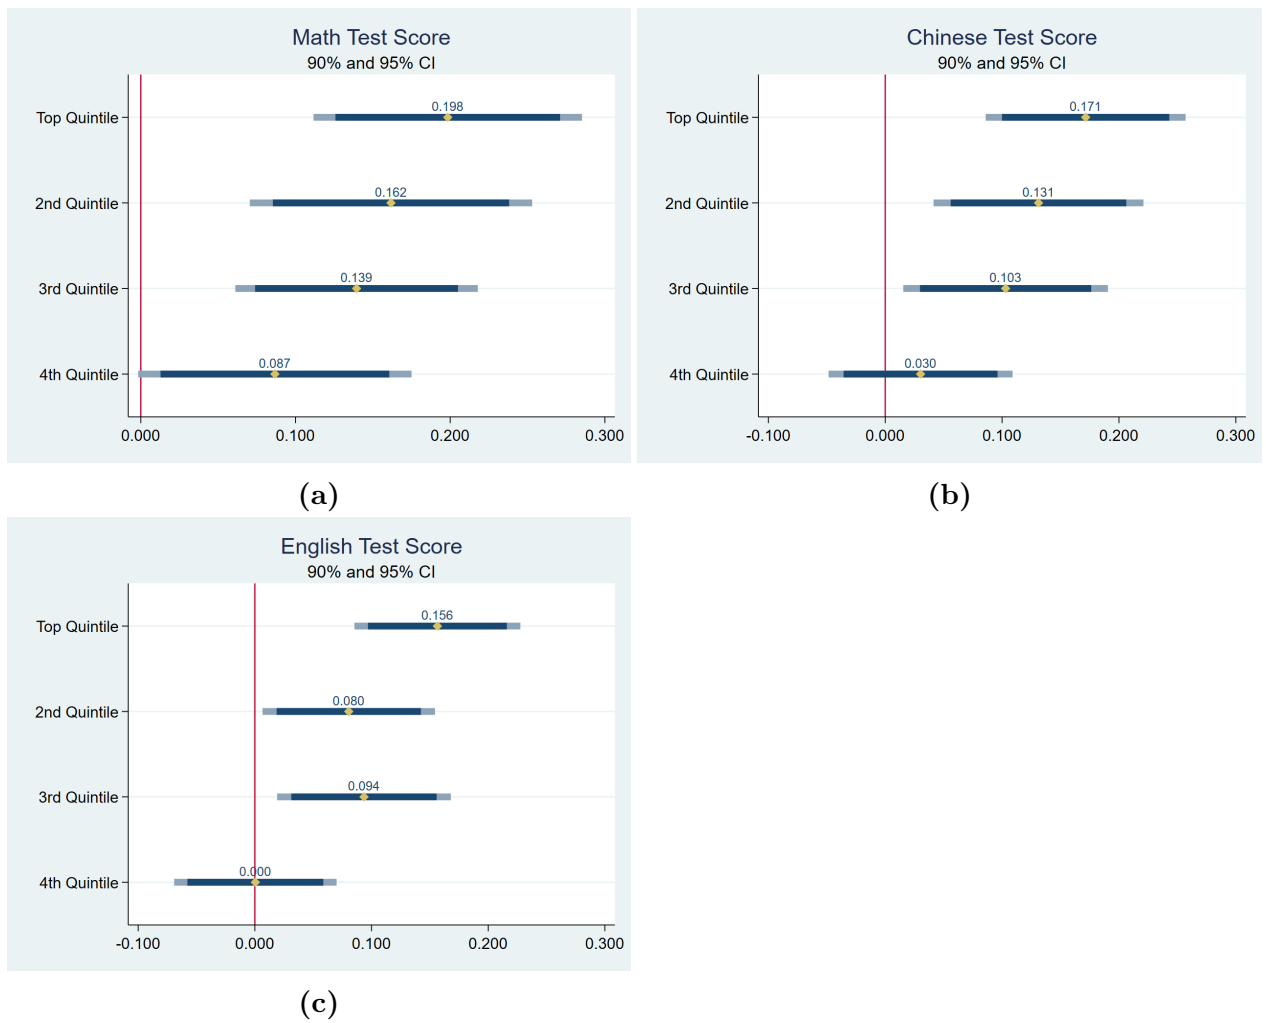 Math Test Score
90% and 95% CI
Top Quintile
0.198
2nd Quintile
0.162
3rd Quintile
0.139
4th Quintile
0.087
0.000 0.100 0.200 0.300
(a)
Chinese Test Score
90% and 95% CI
Top Quintile
0.171
2nd Quintile
0.131
3rd Quintile
0.103
4th Quintile
0.030
-0.100 0.000 0.100 0.200 0.300
(b)
English Test Score
90% and 95% CI
Top Quintile
0.156
2nd Quintile
0.080
3rd Quintile
0.094
4th Quintile
0.000
-0.100 0.000 0.100 0.200 0.300
(c)